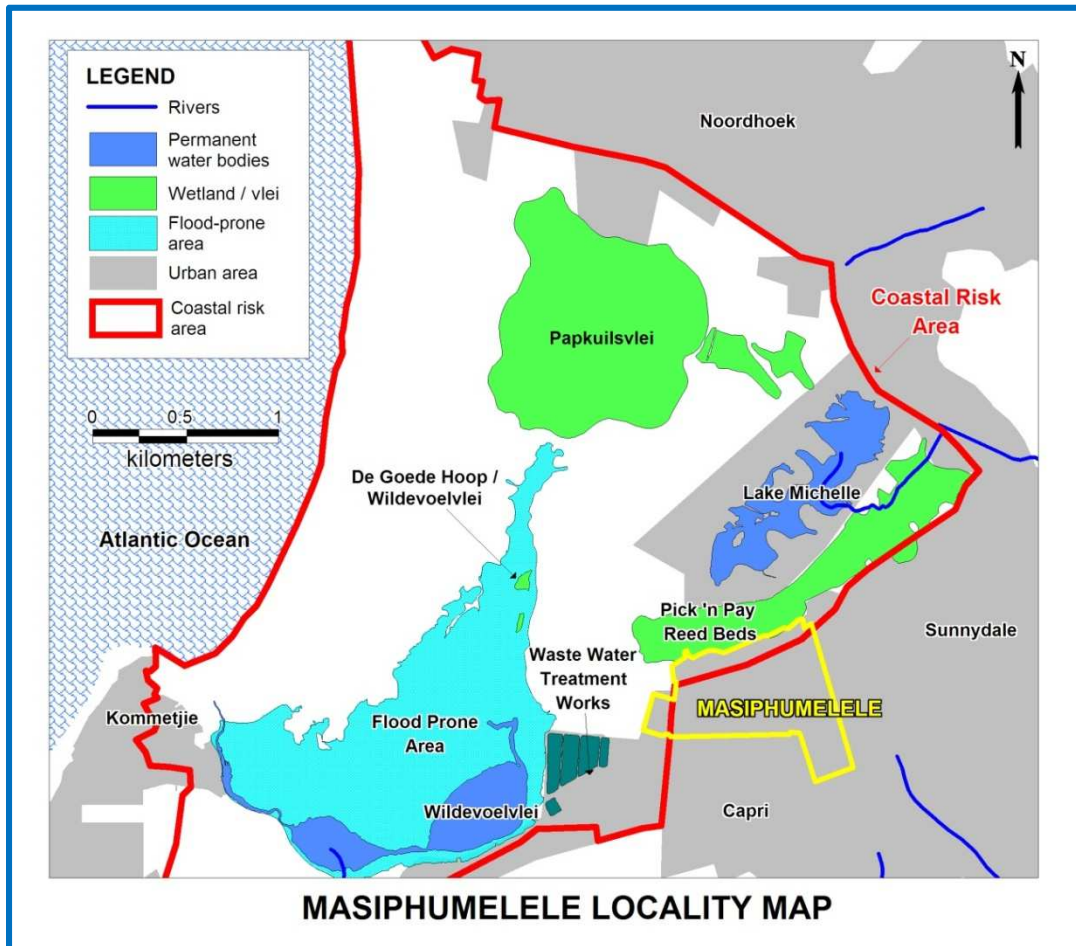 LEGEND
Rivers
Permanent
water bodies
Wetland / vlei
Flood-prone
area
Urban area
Coastal risk
area
0 0.5 1
kilometers
N
Noordhoek
Coastal Risk
Area
Papkuilsvlei
De Goede Hoop /
Wildevoelvlei
Lake Michelle
Atlantic Ocean
Pick 'n Pay
Reed Beds
Sunnydale
Waste Water
Treatment
Works
MASIPHUMELELE
Kommetjie
Flood Prone
Area
Wildevoelvlei
Capri
MASIPHUMELELE LOCALITY MAP